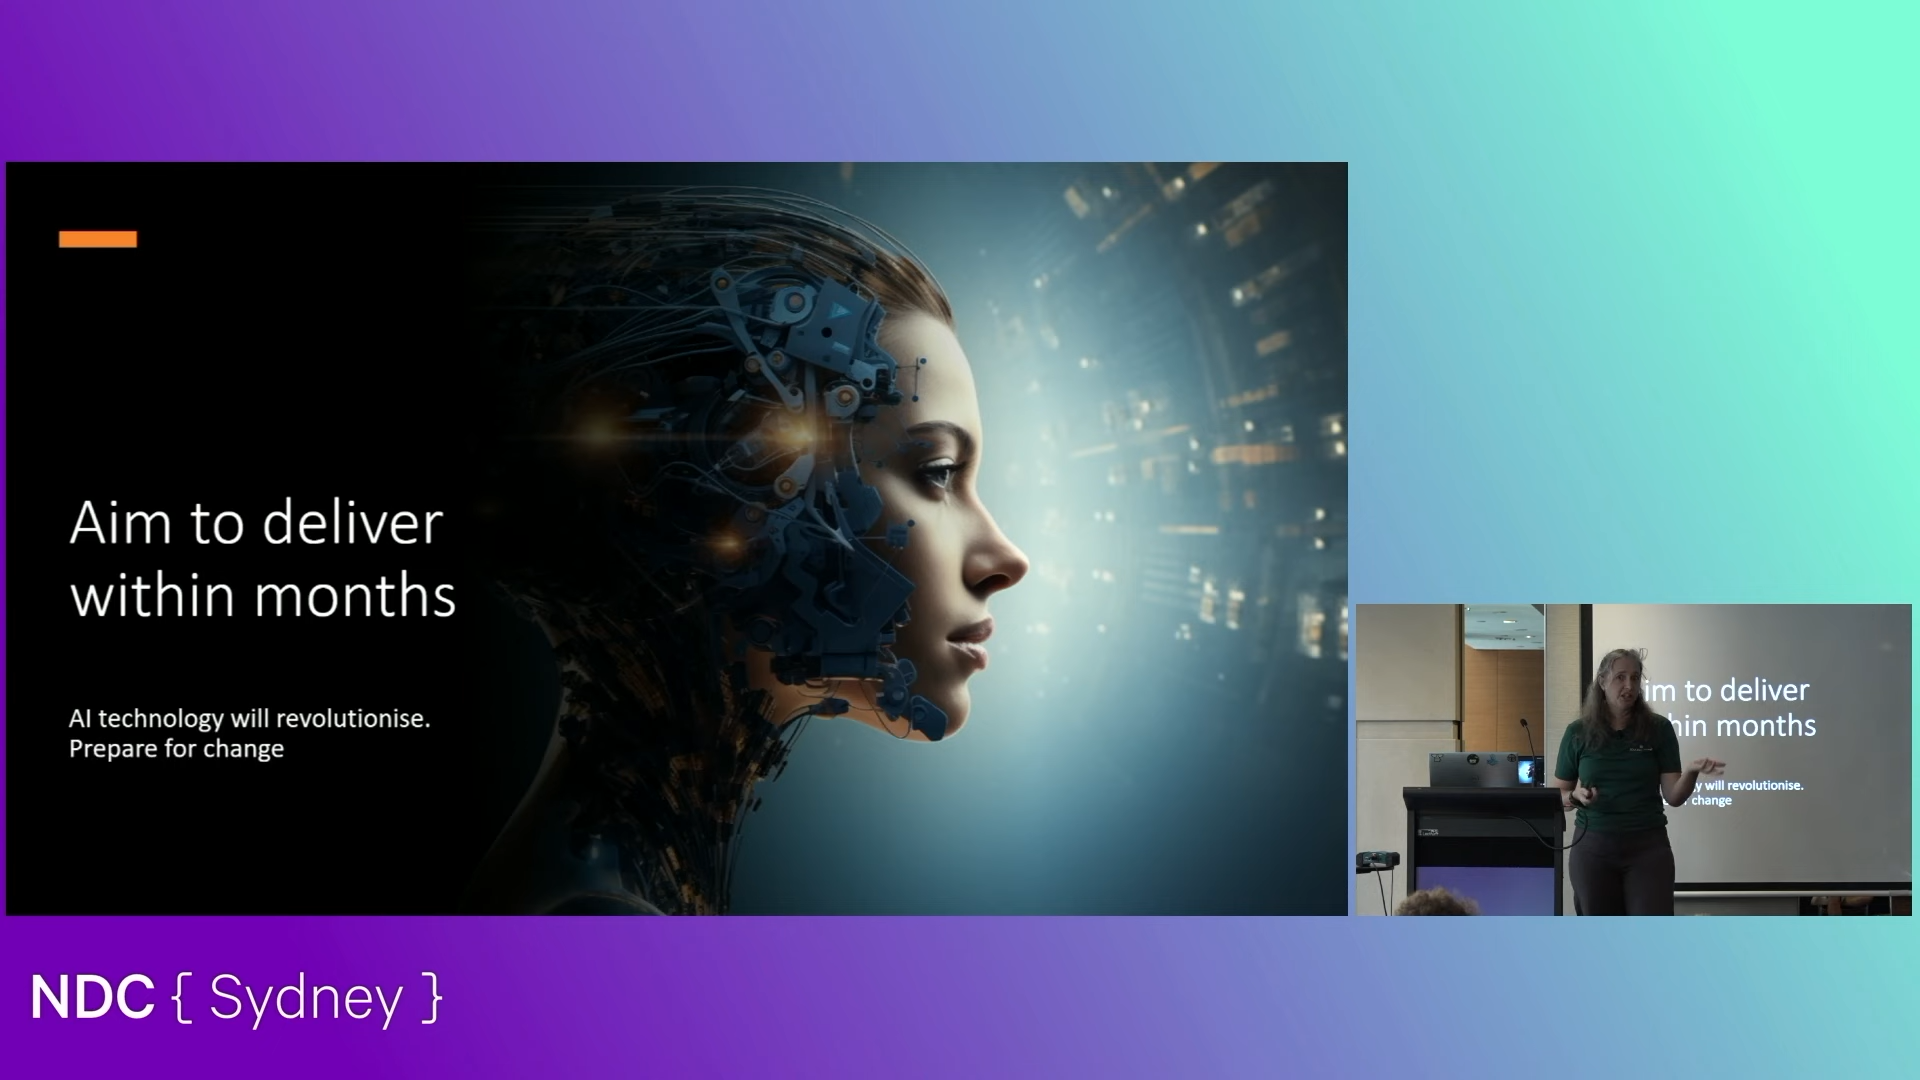 Aim to deliver
within months
AI technology will revolutionise.
Prepare for change
im to deliver
hin months
y will revolutionise.
change
NDC { Sydney }